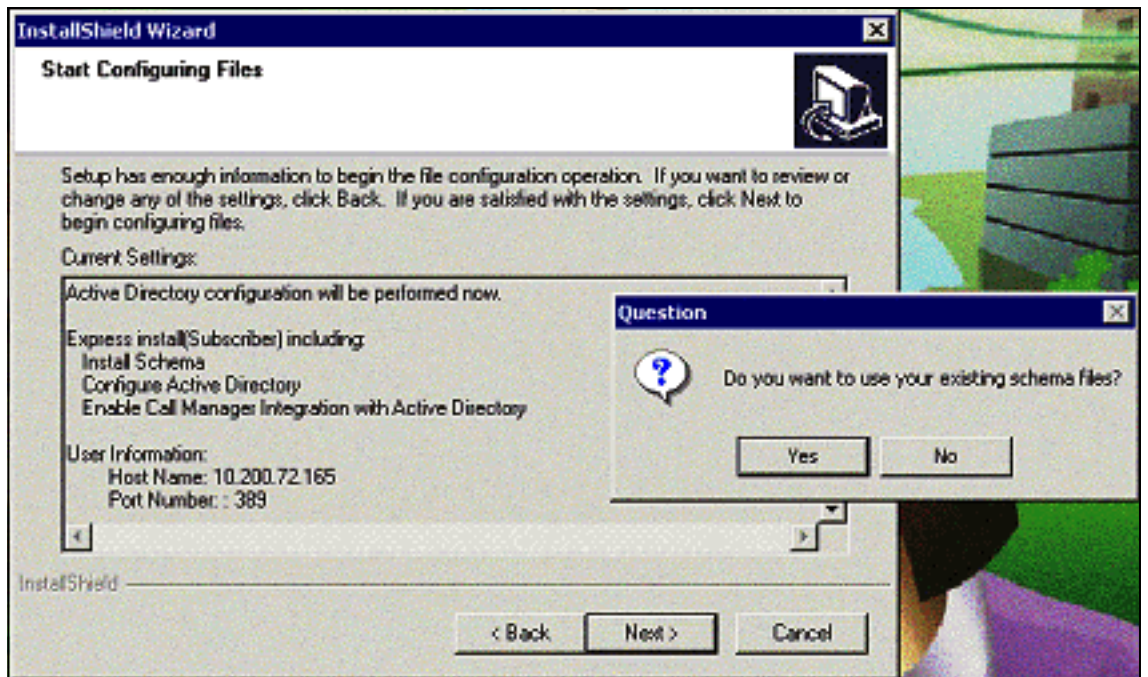 InstallShield Wizard
Start Configuring Files
Setup has enough information to begin the file configuration operation. If you want to review or
change any of the settings, click Back. If you are satisfied with the settings, click Next to
begin configuring files.
Current Settings:
Active Directory configuration will be performed now.
Express install(Subscriber) including:
Install Schema
Configure Active Directory
Enable Call Manager Integration with Active Directory
User Information:
Host Name: 10.200.72.165
Port Number: : 389
Question
Do you want to use your existing schema files?
Yes
No
InstallShield
< Back
Next >
Cancel